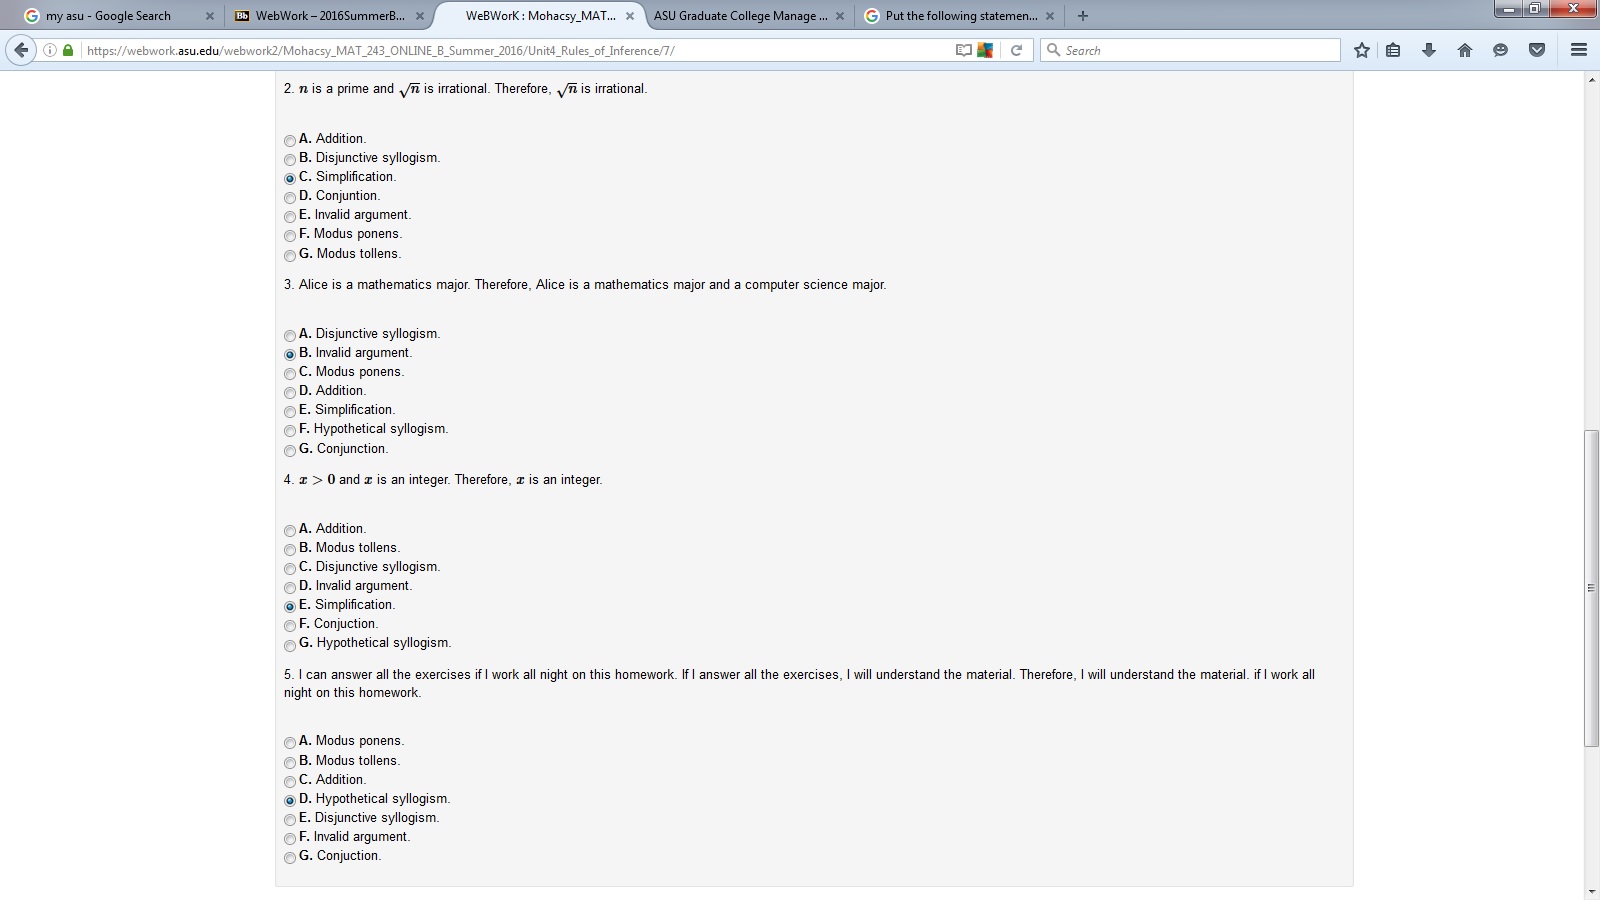 my asu - Google Search
WebWork – 2016SummerB...
WeBWorK : Mohacsy_MAT...
ASU Graduate College Manage ...
Put the following statemen...
https://webwork.asu.edu/webwork2/Mohacsy_MAT_243_ONLINE_B_Summer_2016/Unit4_Rules_of_Inference/7/
Search
2. n is a prime and √n is irrational. Therefore, √n is irrational.
A. Addition.
B. Disjunctive syllogism.
C. Simplification.
D. Conjuntion.
E. Invalid argument.
F. Modus ponens.
G. Modus tollens.
3. Alice is a mathematics major. Therefore, Alice is a mathematics major and a computer science major.
A. Disjunctive syllogism.
B. Invalid argument.
C. Modus ponens.
D. Addition.
E. Simplification.
F. Hypothetical syllogism.
G. Conjunction.
4. x > 0 and x is an integer. Therefore, x is an integer.
A. Addition.
B. Modus tollens.
C. Disjunctive syllogism.
D. Invalid argument.
E. Simplification.
F. Conjuction.
G. Hypothetical syllogism.
5. I can answer all the exercises if I work all night on this homework. If I answer all the exercises, I will understand the material. Therefore, I will understand the material. if I work all
night on this homework.
A. Modus ponens.
B. Modus tollens.
C. Addition.
D. Hypothetical syllogism.
E. Disjunctive syllogism.
F. Invalid argument.
G. Conjuction.